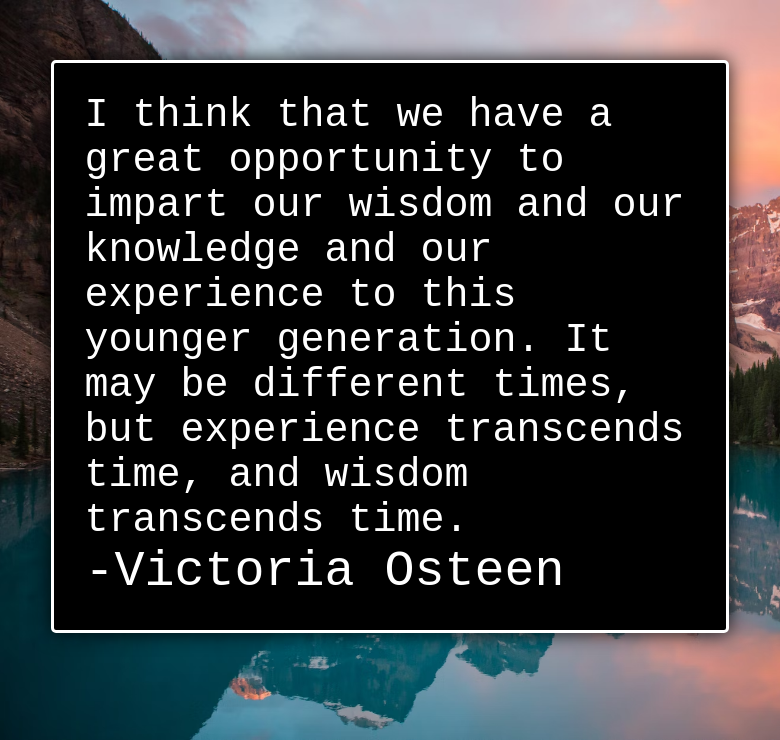 I think that we have a
great opportunity to
impart our wisdom and our
knowledge and our
experience to this
younger generation. It
may be different times,
but experience transcends
time, and wisdom
transcends time.
-Victoria Osteen